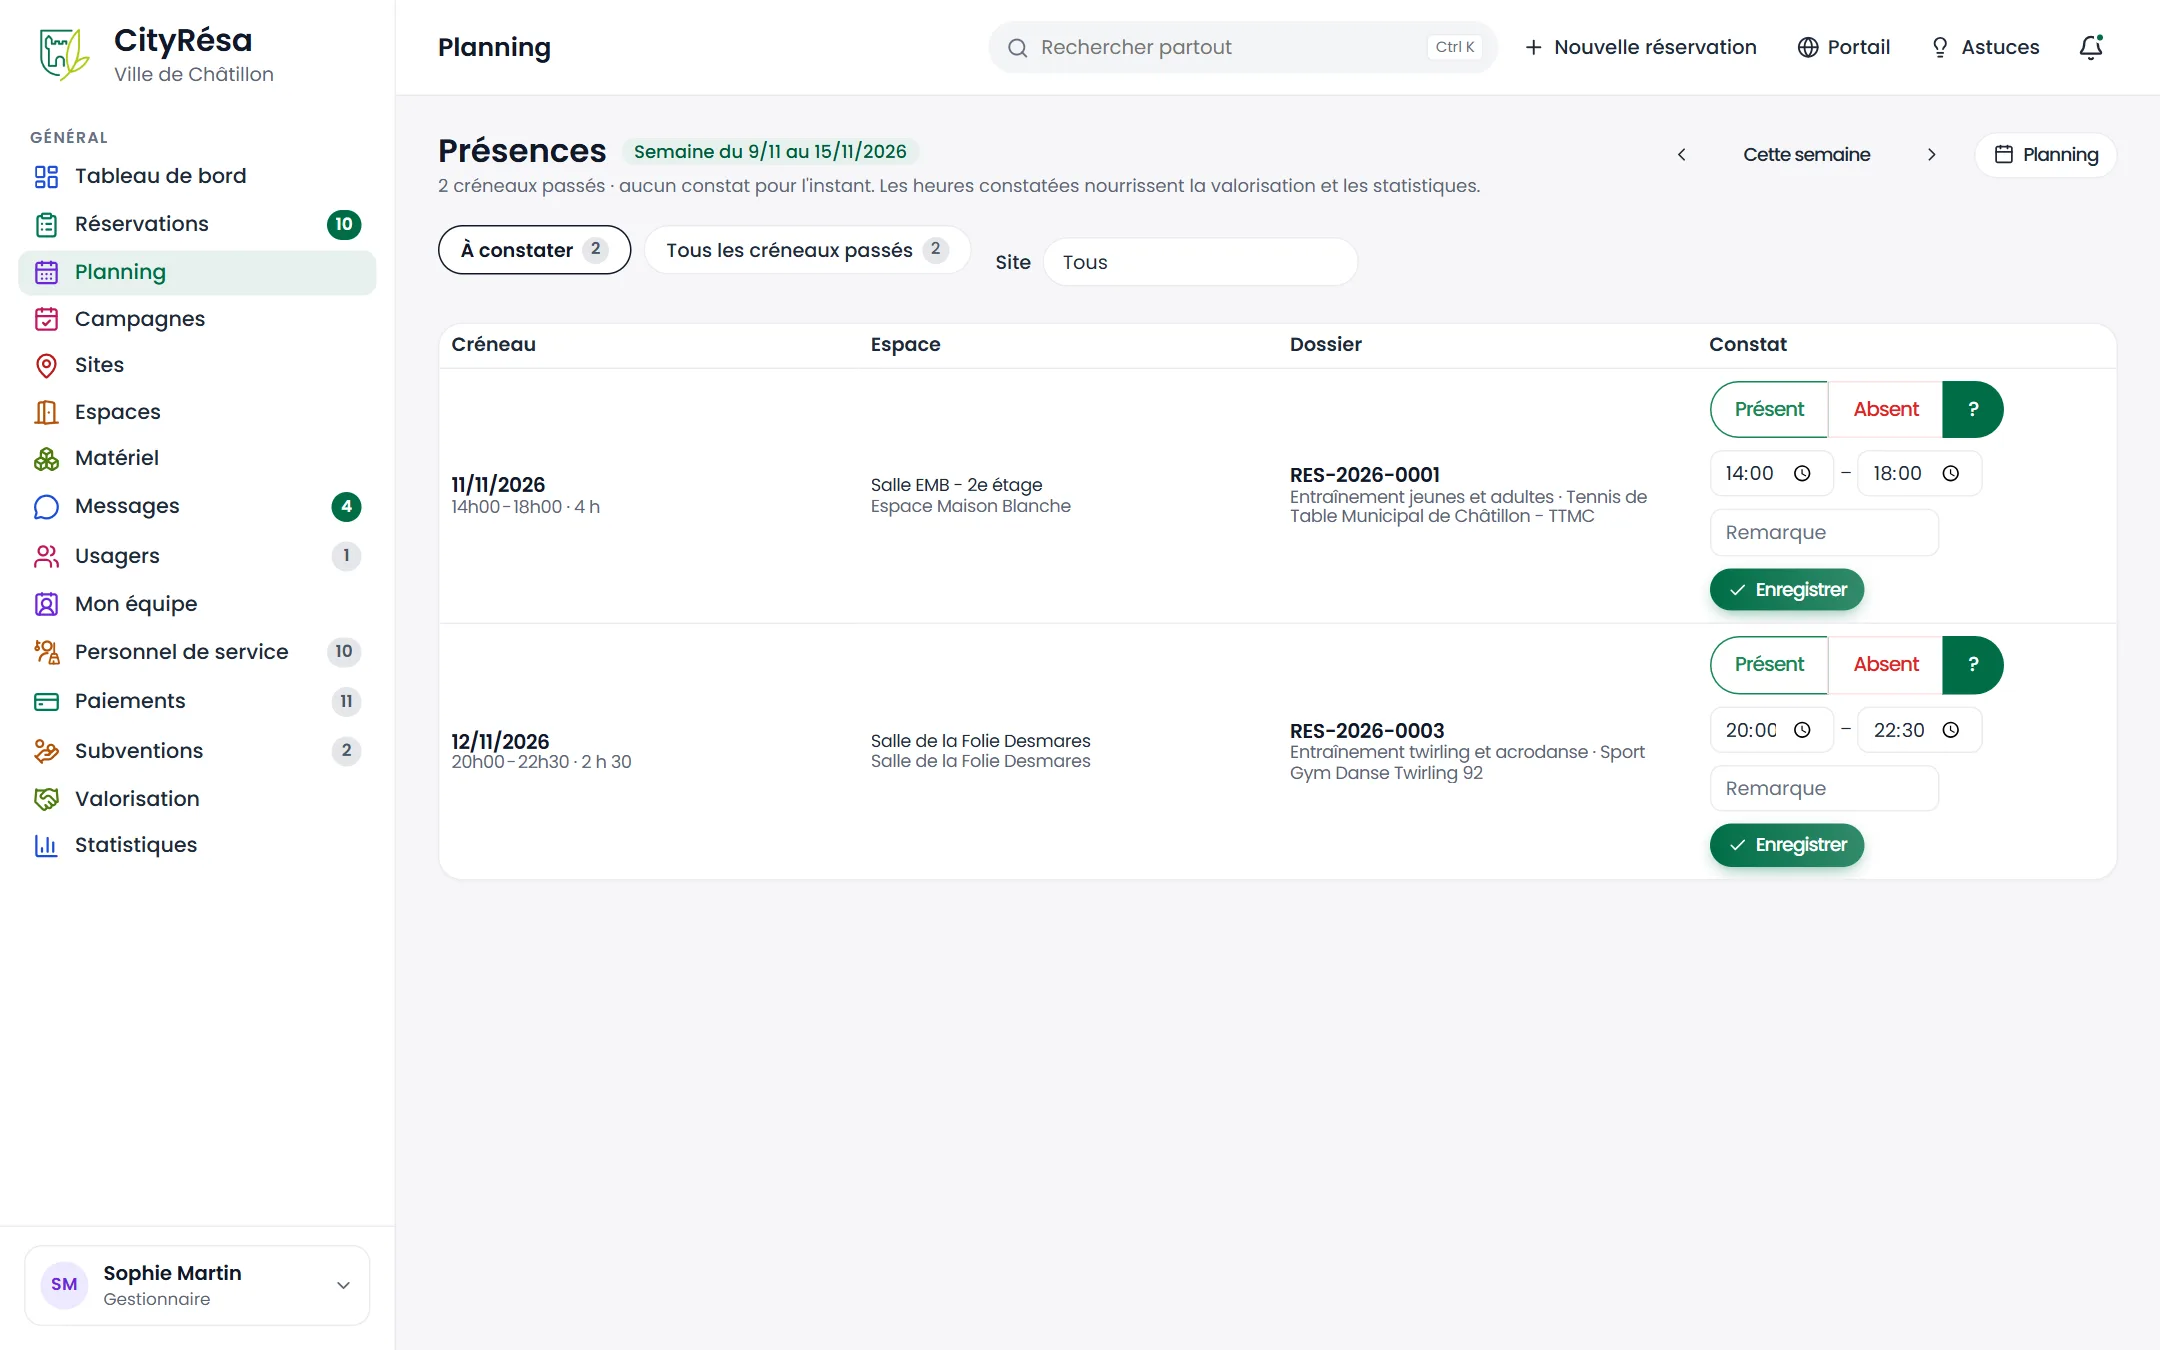 CityRésa
Ville de Châtillon
GÉNÉRAL
Tableau de bord
Réservations 10
Planning
Campagnes
Sites
Espaces
Matériel
Messages 4
Usagers 1
Mon équipe
Personnel de service 10
Paiements 11
Subventions 2
Valorisation
Statistiques
SM
Sophie Martin
Gestionnaire
Planning
Rechercher partout Ctrl K
Nouvelle réservation
Portail
Astuces
Présences Semaine du 9/11 au 15/11/2026
2 créneaux passés · aucun constat pour l'instant. Les heures constatées nourrissent la valorisation et les statistiques.
Cette semaine
Planning
À constater 2
Tous les créneaux passés 2
Site Tous
Créneau Espace Dossier Constat
11/11/2026
14h00–18h00 · 4 h
Salle EMB - 2e étage
Espace Maison Blanche
RES-2026-0001
Entraînement jeunes et adultes · Tennis de
Table Municipal de Châtillon - TTMC
Présent Absent ?
14:00 – 18:00
Remarque
Enregistrer
12/11/2026
20h00–22h30 · 2 h 30
Salle de la Folie Desmares
Salle de la Folie Desmares
RES-2026-0003
Entraînement twirling et acrodanse · Sport
Gym Danse Twirling 92
Présent Absent ?
20:00 – 22:30
Remarque
Enregistrer